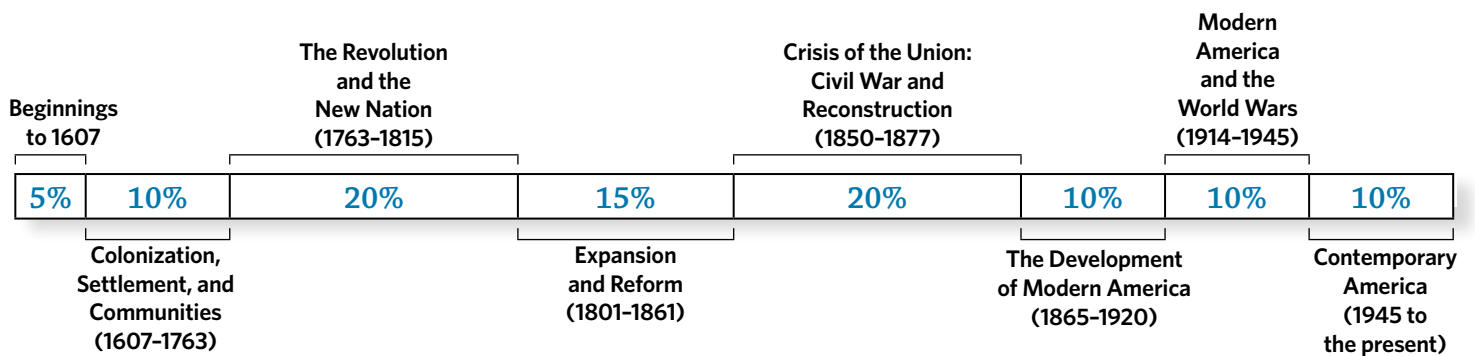 Beginnings
to 1607
The Revolution
and the
New Nation
(1763–1815)
Crisis of the Union:
Civil War and
Reconstruction
(1850–1877)
Modern
America
and the
World Wars
(1914–1945)
5%
10%
20%
15%
20%
10%
10%
10%
Colonization,
Settlement, and
Communities
(1607–1763)
Expansion
and Reform
(1801–1861)
The Development
of Modern America
(1865–1920)
Contemporary
America
(1945 to
the present)